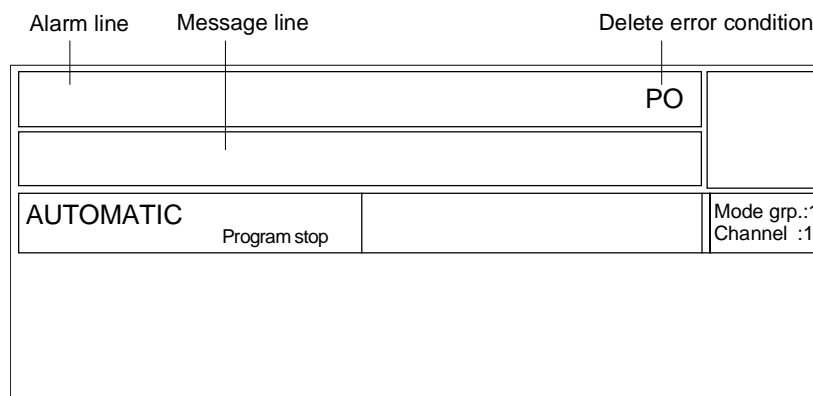 Alarm line Message line Delete error condition
PO
AUTOMATIC
Program stop
Mode grp.:1
Channel :1